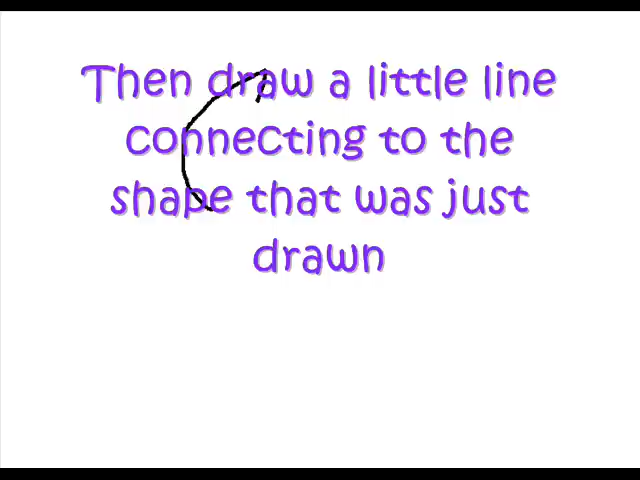 Then draw a little line
connecting to the
shape that was just
drawn